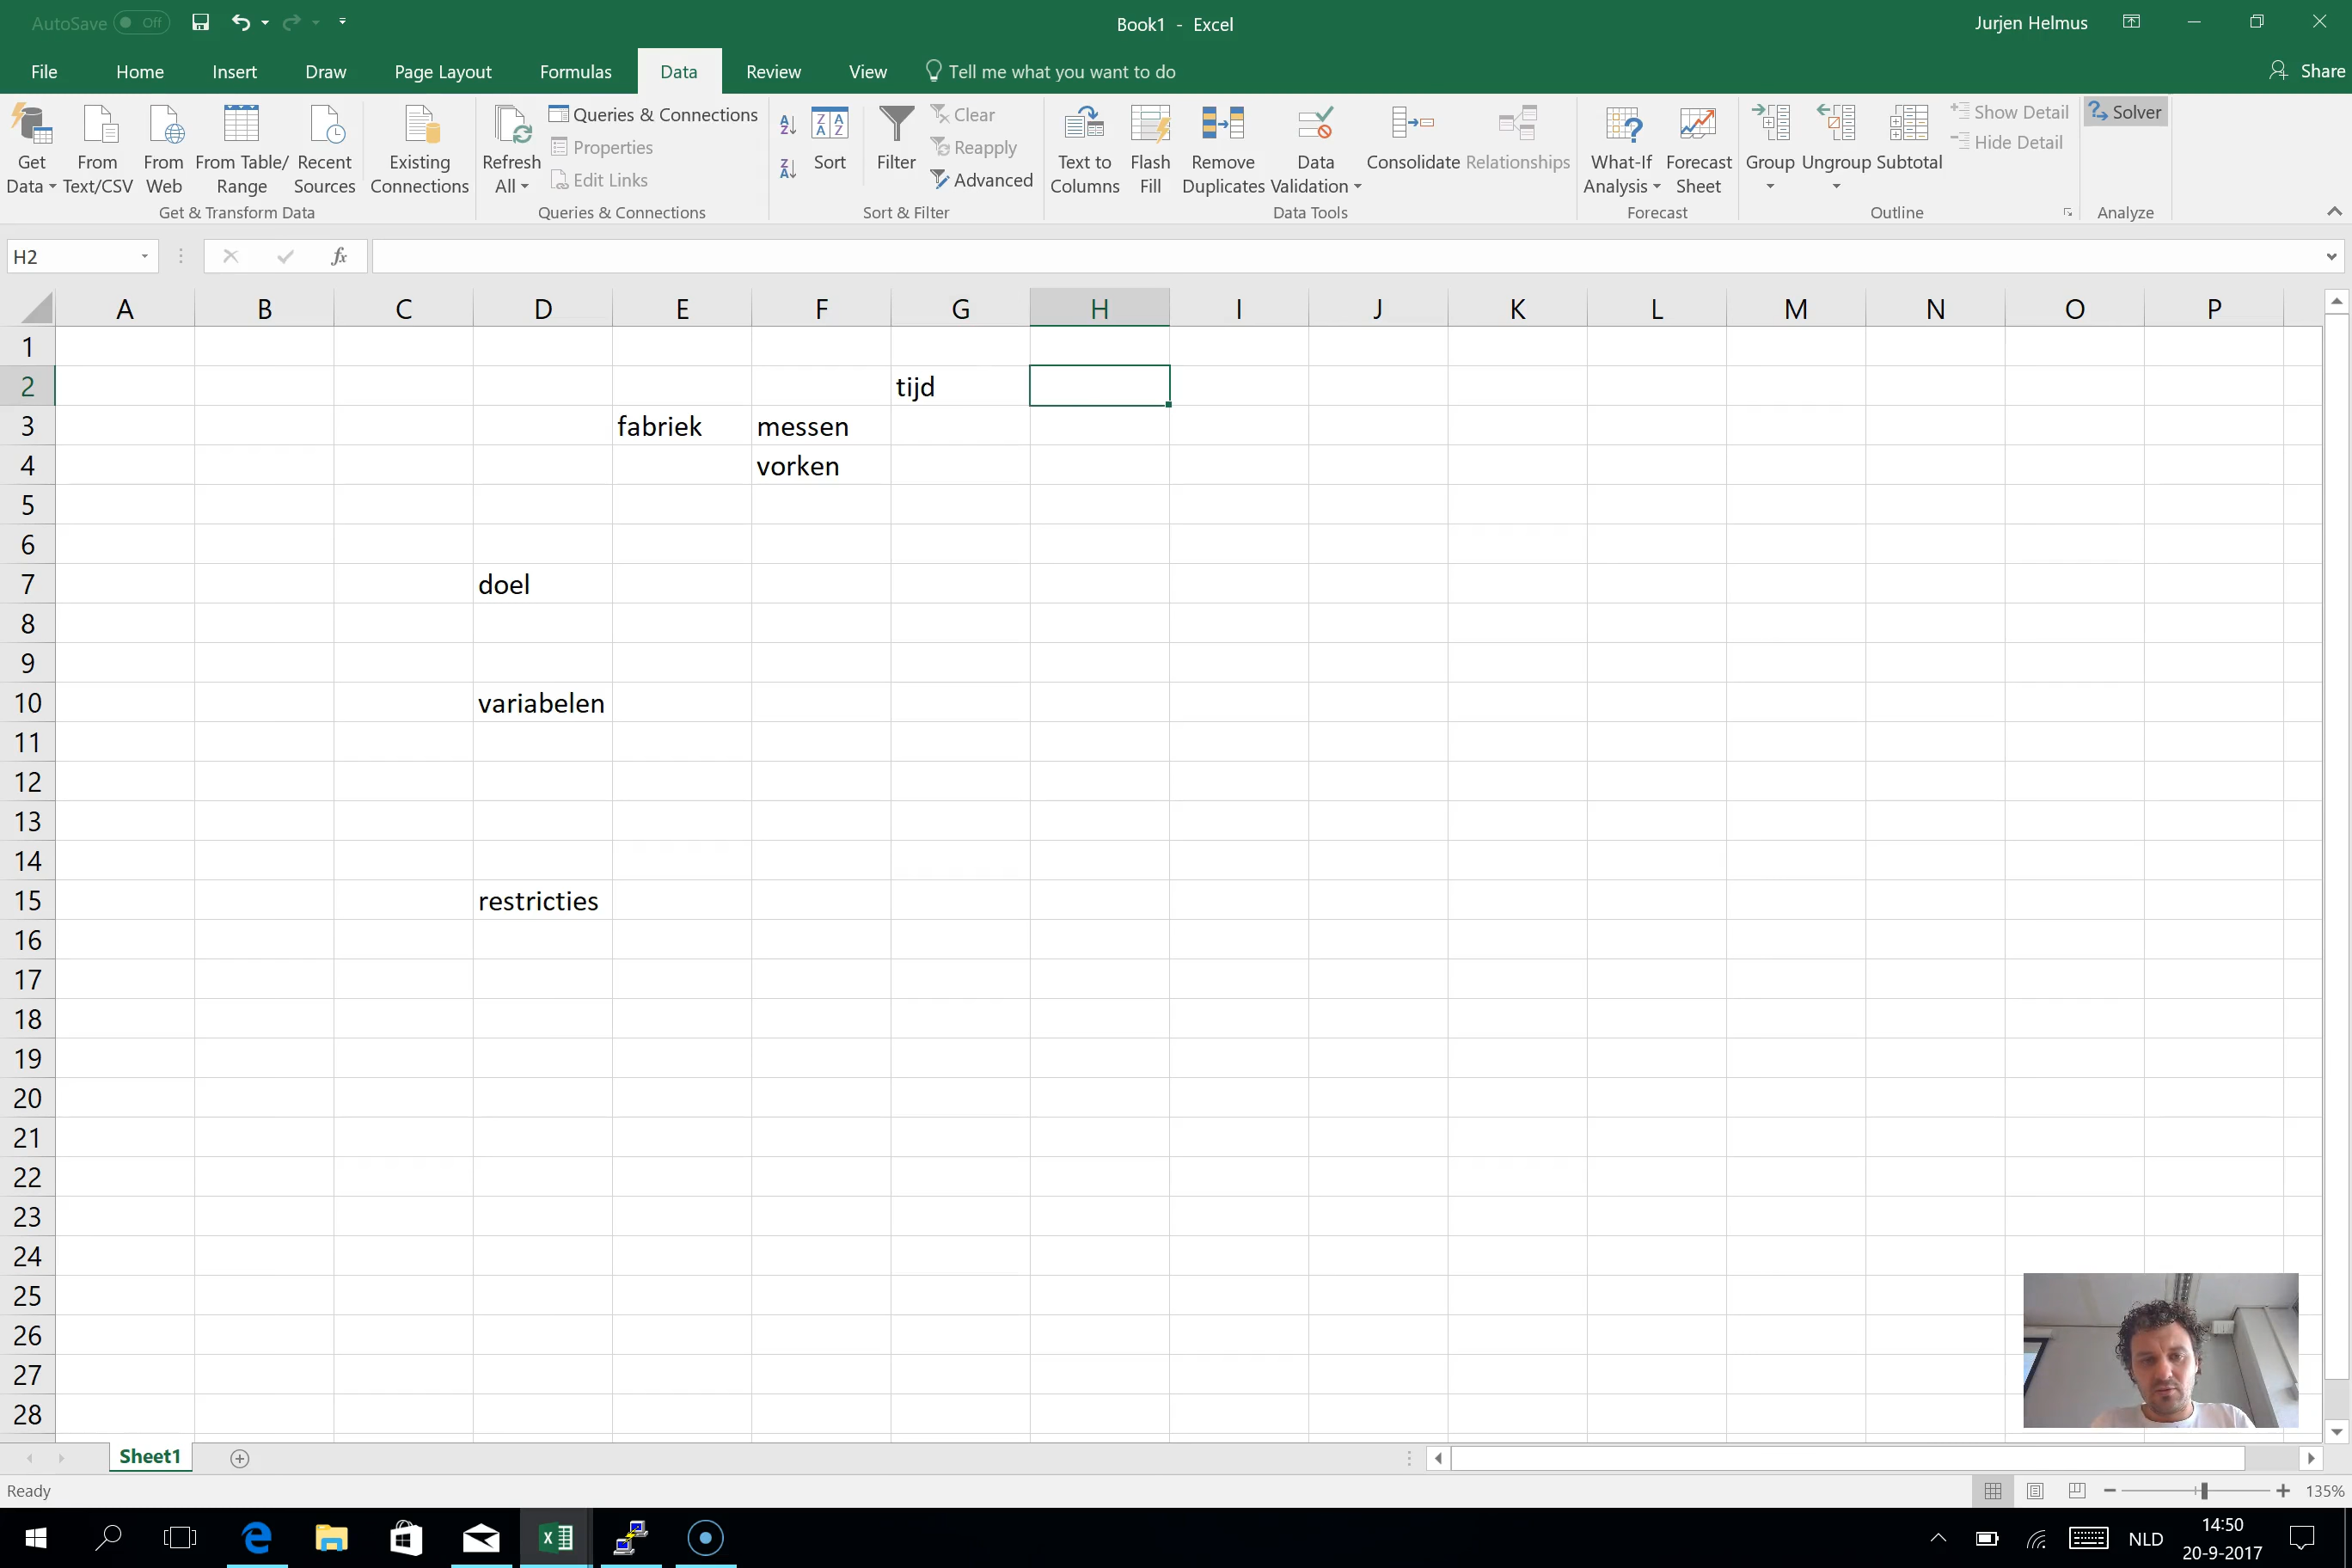 AutoSave Off
Book1 - Excel
Jurjen Helmus
File Home Insert Draw Page Layout Formulas Data Review View Tell me what you want to do Share
Get Data
From Text/CSV
From Web
From Table/ Range
Recent Sources
Existing Connections
Get & Transform Data
Refresh All
Queries & Connections
Properties
Edit Links
Queries & Connections
Sort
Filter
Clear
Reapply
Advanced
Sort & Filter
Text to Columns
Flash Fill
Remove Duplicates
Data Validation
Consolidate
Relationships
Data Tools
What-If Analysis
Forecast Sheet
Forecast
Group
Ungroup
Subtotal
Show Detail
Hide Detail
Outline
Solver
Analyze
H2 fx
A B C D E F G H I J K L M N O P
1
2 tijd
3 fabriek messen
4 vorken
5
6
7 doel
8
9
10 variabelen
11
12
13
14
15 restricties
16
17
18
19
20
21
22
23
24
25
26
27
28
Sheet1
Ready
135%
NLD
14:50
20-9-2017